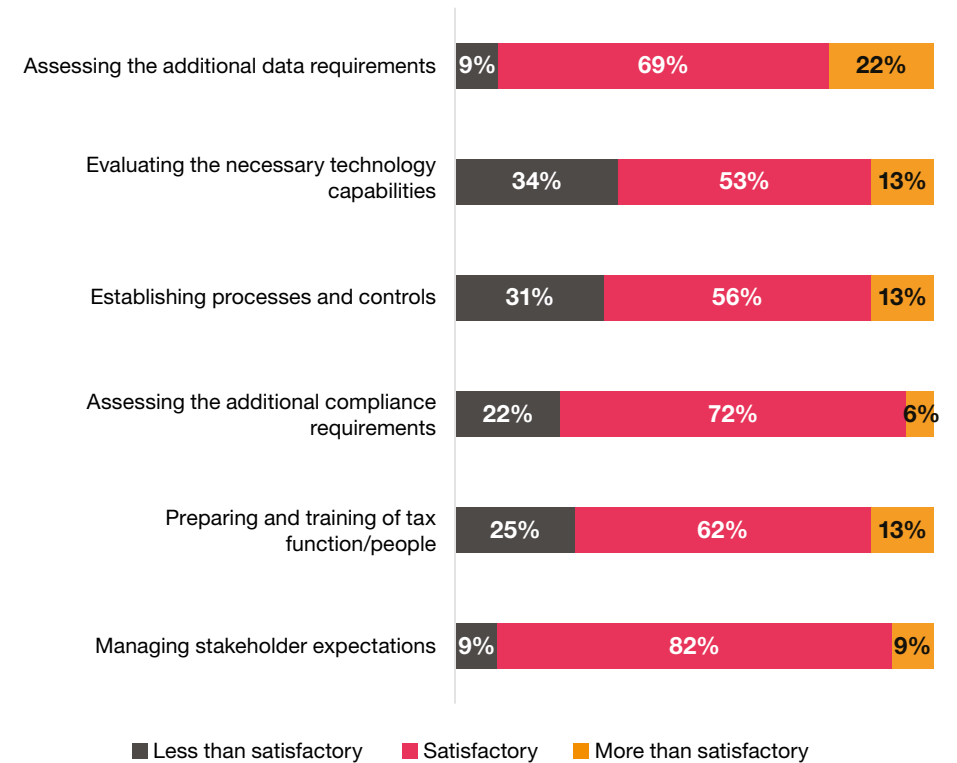 Assessing the additional data requirements
9% 69% 22%
Evaluating the necessary technology
capabilities
34% 53% 13%
Establishing processes and controls
31% 56% 13%
Assessing the additional compliance
requirements
22% 72% 6%
Preparing and training of tax
function/people
25% 62% 13%
Managing stakeholder expectations
9% 82% 9%
Less than satisfactory Satisfactory More than satisfactory